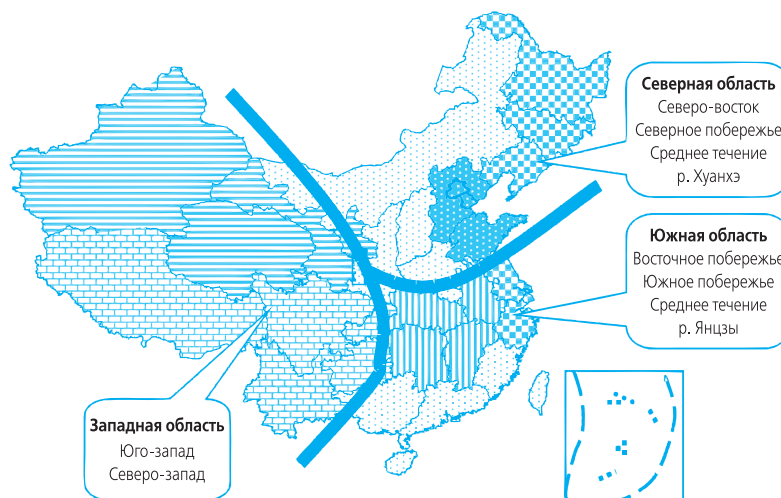 Северная область
Северо-восток
Северное побережье
Среднее течение
р. Хуанхэ
Южная область
Восточное побережье
Южное побережье
Среднее течение
р. Янцзы
Западная область
Юго-запад
Северо-запад